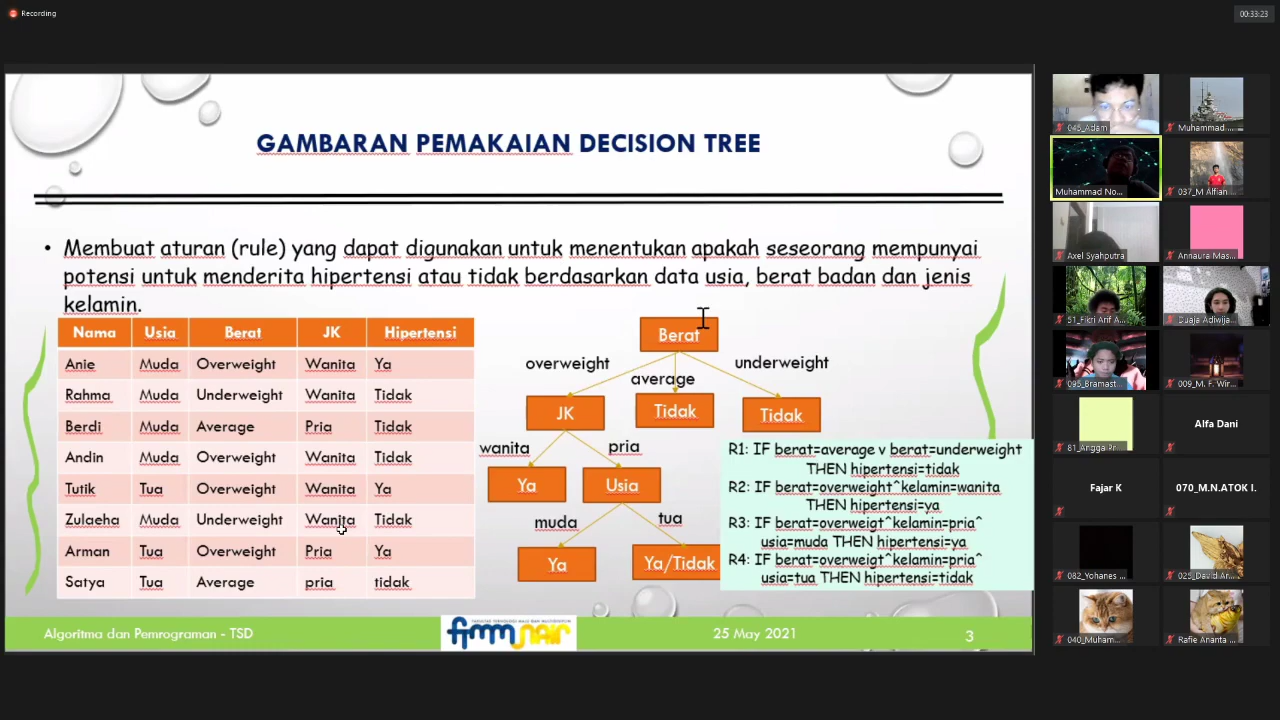 Recording
00:33:23
GAMBARAN PEMAKAIAN DECISION TREE
• Membuat aturan (rule) yang dapat digunakan untuk menentukan apakah seseorang mempunyai
potensi untuk menderita hipertensi atau tidak berdasarkan data usia, berat badan dan jenis
kelamin.
Nama Usia Berat JK Hipertensi
Anie Muda Overweight Wanita Ya
Rahma Muda Underweight Wanita Tidak
Berdi Muda Average Pria Tidak
Andin Muda Overweight Wanita Tidak
Tutik Tua Overweight Wanita Ya
Zulaeha Muda Underweight Wanita Tidak
Arman Tua Overweight Pria Ya
Satya Tua Average pria tidak
Berat
overweight average underweight
JK Tidak Tidak
wanita pria
Ya Usia
muda tua
Ya Ya/Tidak
R1: IF berat=average v berat=underweight
THEN hipertensi=tidak
R2: IF berat=overweight^kelamin=wanita
THEN hipertensi=ya
R3: IF berat=overweigt^kelamin=pria^
usia=muda THEN hipertensi=ya
R4: IF berat=overweigt^kelamin=pria^
usia=tua THEN hipertensi=tidak
Algoritma dan Pemrograman - TSD
25 May 2021
3
045_Adam
Muhammad ...
Muhammad No...
037_M Alfian ...
Axel Syahputra
Annaura Mas...
51_Fikri Arif A...
Duaja Adiwija...
095_Bramast...
009_M. F. Wir...
81_Angga Pr...
Alfa Dani
Fajar K
070_M.N.ATOK I.
082_Yohanes ...
025_David An...
040_Muham...
Rafie Ananta ...